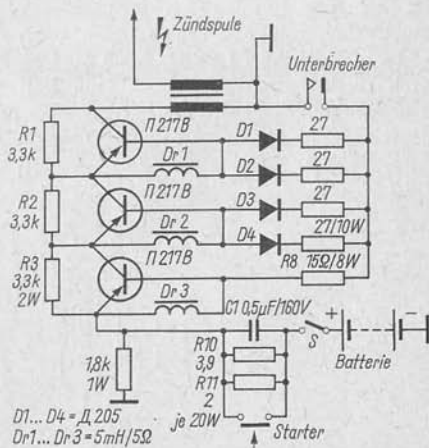 Zündspule
Unterbrecher
R1
3,3k
П217В
D1
27
Dr1
D2
27
R2
3,3k
П217В
D3
27
Dr 2
D4
27/10W
R3
3,3k
2W
П217В
R8
15Ω/8W
Dr 3
C1 0,5µF/160V
+
-
S
Batterie
R10
3,9
R11
2
je 20W
Starter
1,8k
1W
D1... D4 = Д 205
Dr1... Dr3 = 5mH/5Ω